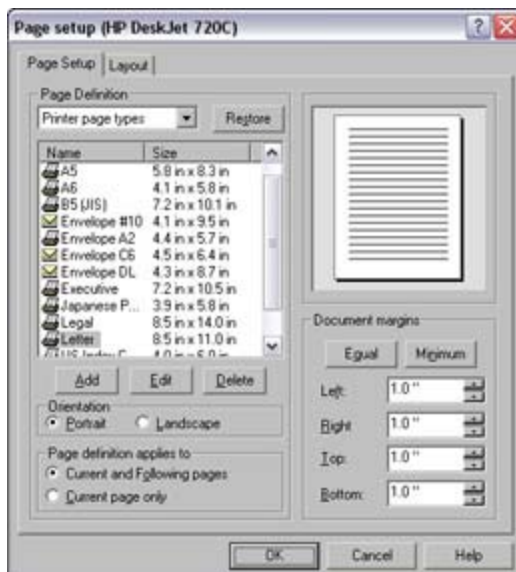 Page setup (HP DeskJet 720C)
Page Setup Layout
Page Definition
Printer page types
Restore
Name Size
A5 5.8 in x 8.3 in
A6 4.1 in x 5.8 in
B5 (JIS) 7.2 in x 10.1 in
Envelope #10 4.1 in x 9.5 in
Envelope A2 4.4 in x 5.7 in
Envelope C6 4.5 in x 6.4 in
Envelope DL 4.3 in x 8.7 in
Executive 7.2 in x 10.5 in
Japanese P... 3.9 in x 5.8 in
Legal 8.5 in x 14.0 in
Letter 8.5 in x 11.0 in
Add Edit Delete
Orientation
Portrait Landscape
Page definition applies to
Current and Following pages
Current page only
Document margins
Equal Minimum
Left: 1.0 "
Right 1.0 "
Top: 1.0 "
Bottom: 1.0 "
OK Cancel Help